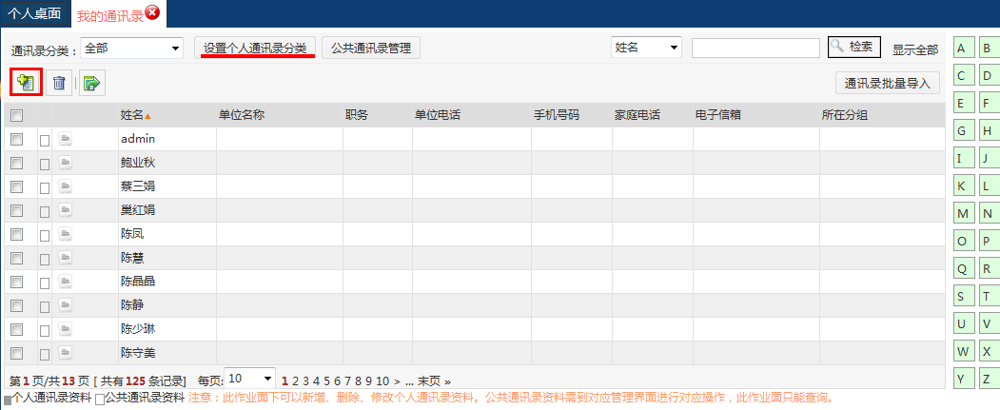 个人桌面 我的通讯录
通讯录分类: 全部 设置个人通讯录分类 公共通讯录管理 姓名 检索 显示全部
通讯录批量导入
姓名▲ 单位名称 职务 单位电话 手机号码 家庭电话 电子信箱 所在分组
admin
鲍业秋
蔡三娟
巢红娟
陈凤
陈慧
陈晶晶
陈静
陈少琳
陈守美
第1页/共13页 [ 共有125条记录] 每页: 10 1 2 3 4 5 6 7 8 9 10 > ... 末页 »
个人通讯录资料 公共通讯录资料 注意：此作业面下可以新增、删除、修改个人通讯录资料。公共通讯录资料需到对应管理界面进行对应操作，此作业面只能查询。
A B
C D
E F
G H
I J
K L
M N
O P
Q R
S T
U V
W X
Y Z